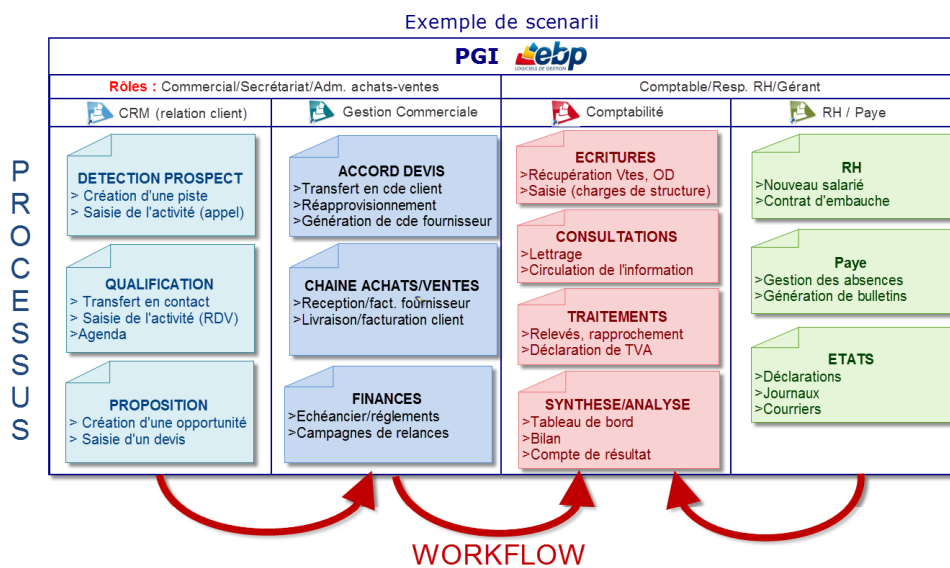 Exemple de scenarii
PGI ebp
LOGICIELS DE GESTION
Rôles : Commercial/Secrétariat/Adm. achats-ventes
Comptable/Resp. RH/Gérant
CRM (relation client)
Gestion Commerciale
Comptabilité
RH / Paye
PROCESSUS
DETECTION PROSPECT
> Création d'une piste
> Saisie de l'activité (appel)
QUALIFICATION
> Transfert en contact
> Saisie de l'activité (RDV)
>Agenda
PROPOSITION
> Création d'une opportunité
> Saisie d'un devis
ACCORD DEVIS
>Transfert en cde client
>Réapprovisionnement
>Génération de cde fournisseur
CHAINE ACHATS/VENTES
>Reception/fact. fournisseur
>Livraison/facturation client
FINANCES
>Echéancier/réglements
>Campagnes de relances
ECRITURES
>Récupération Vtes, OD
>Saisie (charges de structure)
CONSULTATIONS
>Lettrage
>Circulation de l'information
TRAITEMENTS
>Relevés, rapprochement
>Déclaration de TVA
SYNTHESE/ANALYSE
>Tableau de bord
>Bilan
>Compte de résultat
RH
>Nouveau salarié
>Contrat d'embauche
Paye
>Gestion des absences
>Génération de bulletins
ETATS
>Déclarations
>Journaux
>Courriers
WORKFLOW